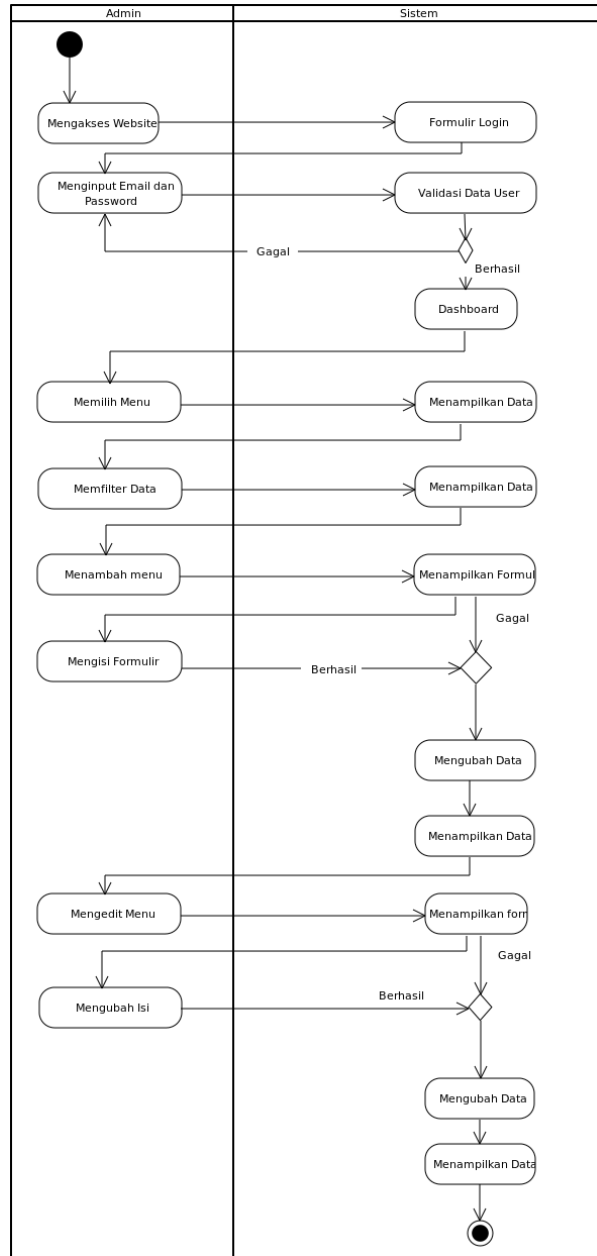 Admin
Sistem
Mengakses Website
Formulir Login
Menginput Email dan
Password
Validasi Data User
Gagal
Berhasil
Dashboard
Memilih Menu
Menampilkan Data
Memfilter Data
Menampilkan Data
Menambah menu
Menampilkan Formul
Gagal
Mengisi Formulir
Berhasil
Mengubah Data
Menampilkan Data
Mengedit Menu
Menampilkan form
Gagal
Berhasil
Mengubah Isi
Mengubah Data
Menampilkan Data